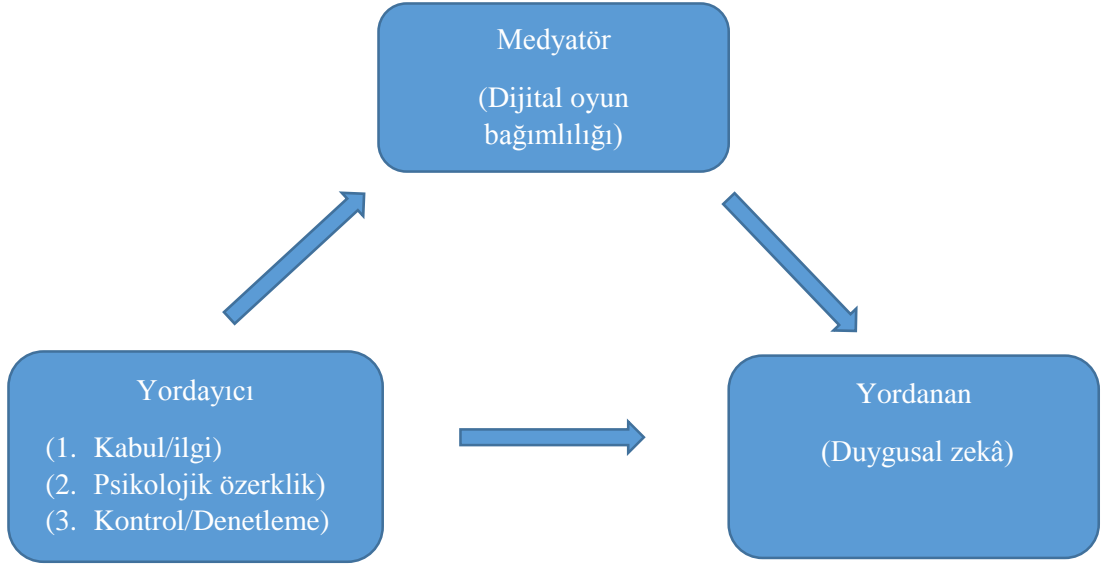 Medyatör
(Dijital oyun
bağımlılığı)
Yordayıcı
(1. Kabul/ilgi)
(2. Psikolojik özerklik)
(3. Kontrol/Denetleme)
Yordanan
(Duygusal zekâ)